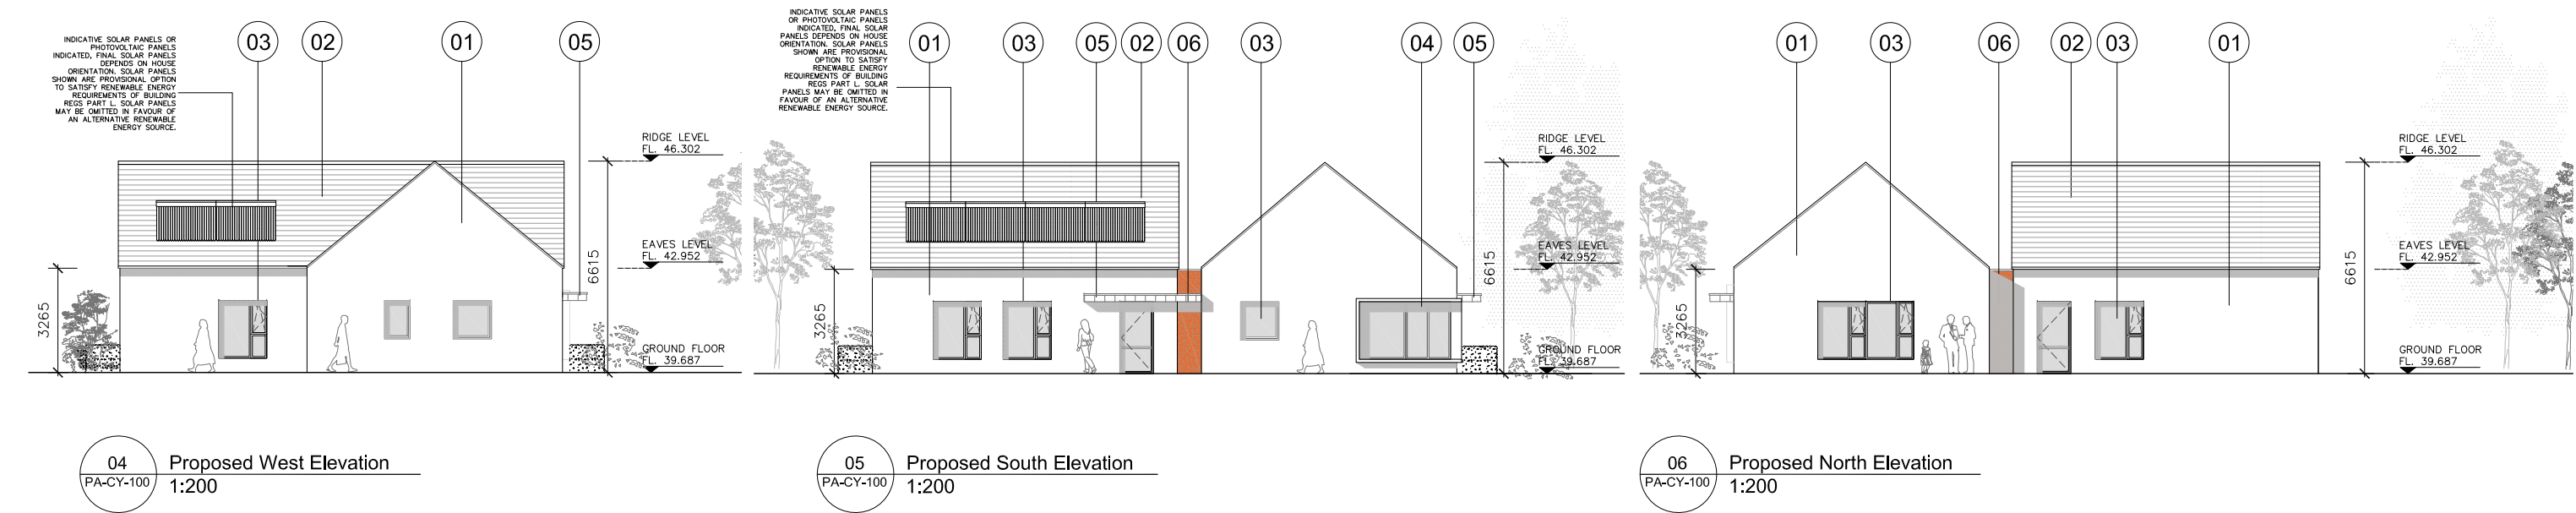 INDICATIVE SOLAR PANELS OR
PHOTOVOLTAIC PANELS
INDICATED, FINAL SOLAR PANELS
DEPENDS ON HOUSE
ORIENTATION. SOLAR PANELS
SHOWN ARE PROVISIONAL OPTION
TO SATISFY RENEWABLE ENERGY
REQUIREMENTS OF BUILDING
REGS PART L. SOLAR PANELS
MAY BE OMITTED IN FAVOUR OF
AN ALTERNATIVE RENEWABLE
ENERGY SOURCE.
03
02
01
05
RIDGE LEVEL
FL. 46.302
EAVES LEVEL
FL. 42.952
GROUND FLOOR
FL. 39.687
3265
6615
04
PA-CY-100
Proposed West Elevation
1:200
INDICATIVE SOLAR PANELS
OR PHOTOVOLTAIC PANELS
INDICATED, FINAL SOLAR
PANELS DEPENDS ON HOUSE
ORIENTATION. SOLAR PANELS
SHOWN ARE PROVISIONAL
OPTION TO SATISFY
RENEWABLE ENERGY
REQUIREMENTS OF BUILDING
REGS PART L. SOLAR
PANELS MAY BE OMITTED IN
FAVOUR OF AN ALTERNATIVE
RENEWABLE ENERGY SOURCE.
01
03
05
02
06
03
04
05
RIDGE LEVEL
FL. 46.302
EAVES LEVEL
FL. 42.952
GROUND FLOOR
FL. 39.687
3265
6615
05
PA-CY-100
Proposed South Elevation
1:200
01
03
06
02
03
01
RIDGE LEVEL
FL. 46.302
EAVES LEVEL
FL. 42.952
GROUND FLOOR
FL. 39.687
3265
6615
06
PA-CY-100
Proposed North Elevation
1:200